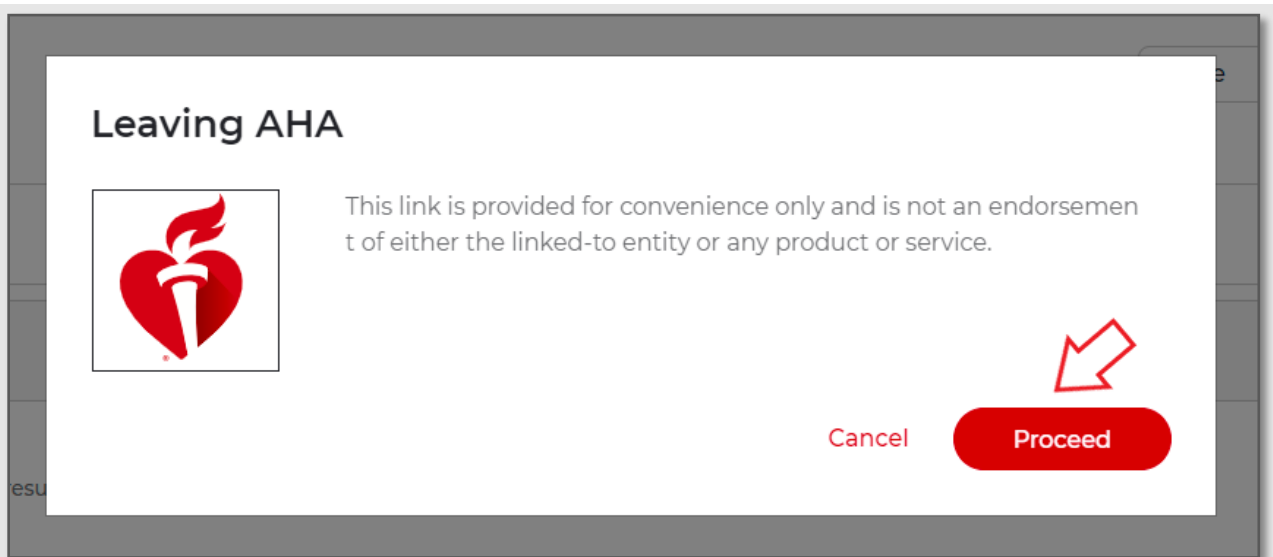 Leaving AHA
This link is provided for convenience only and is not an endorsemen
t of either the linked-to entity or any product or service.
®
Cancel
Proceed